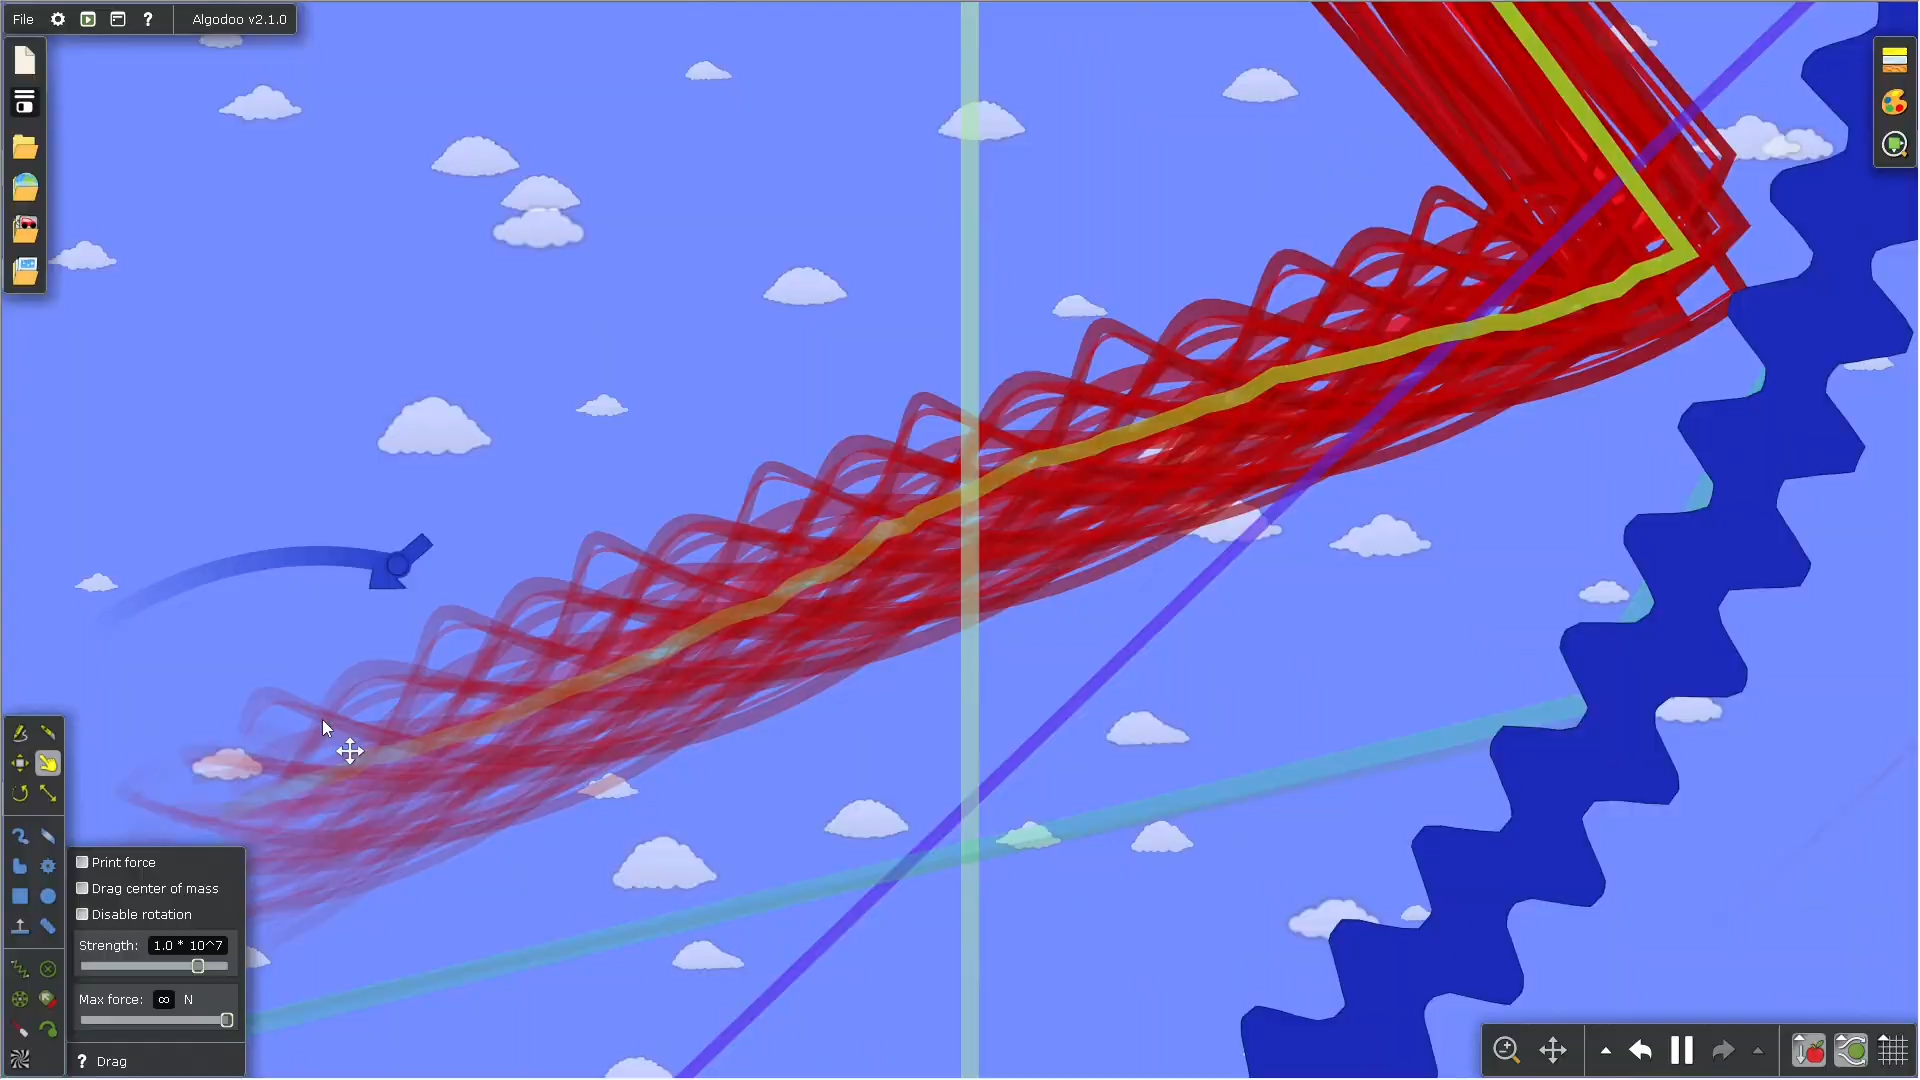 File ? Algodoo v2.1.0
Print force
Drag center of mass
Disable rotation
Strength: 1.0 * 10^7
Max force: ∞ N
? Drag